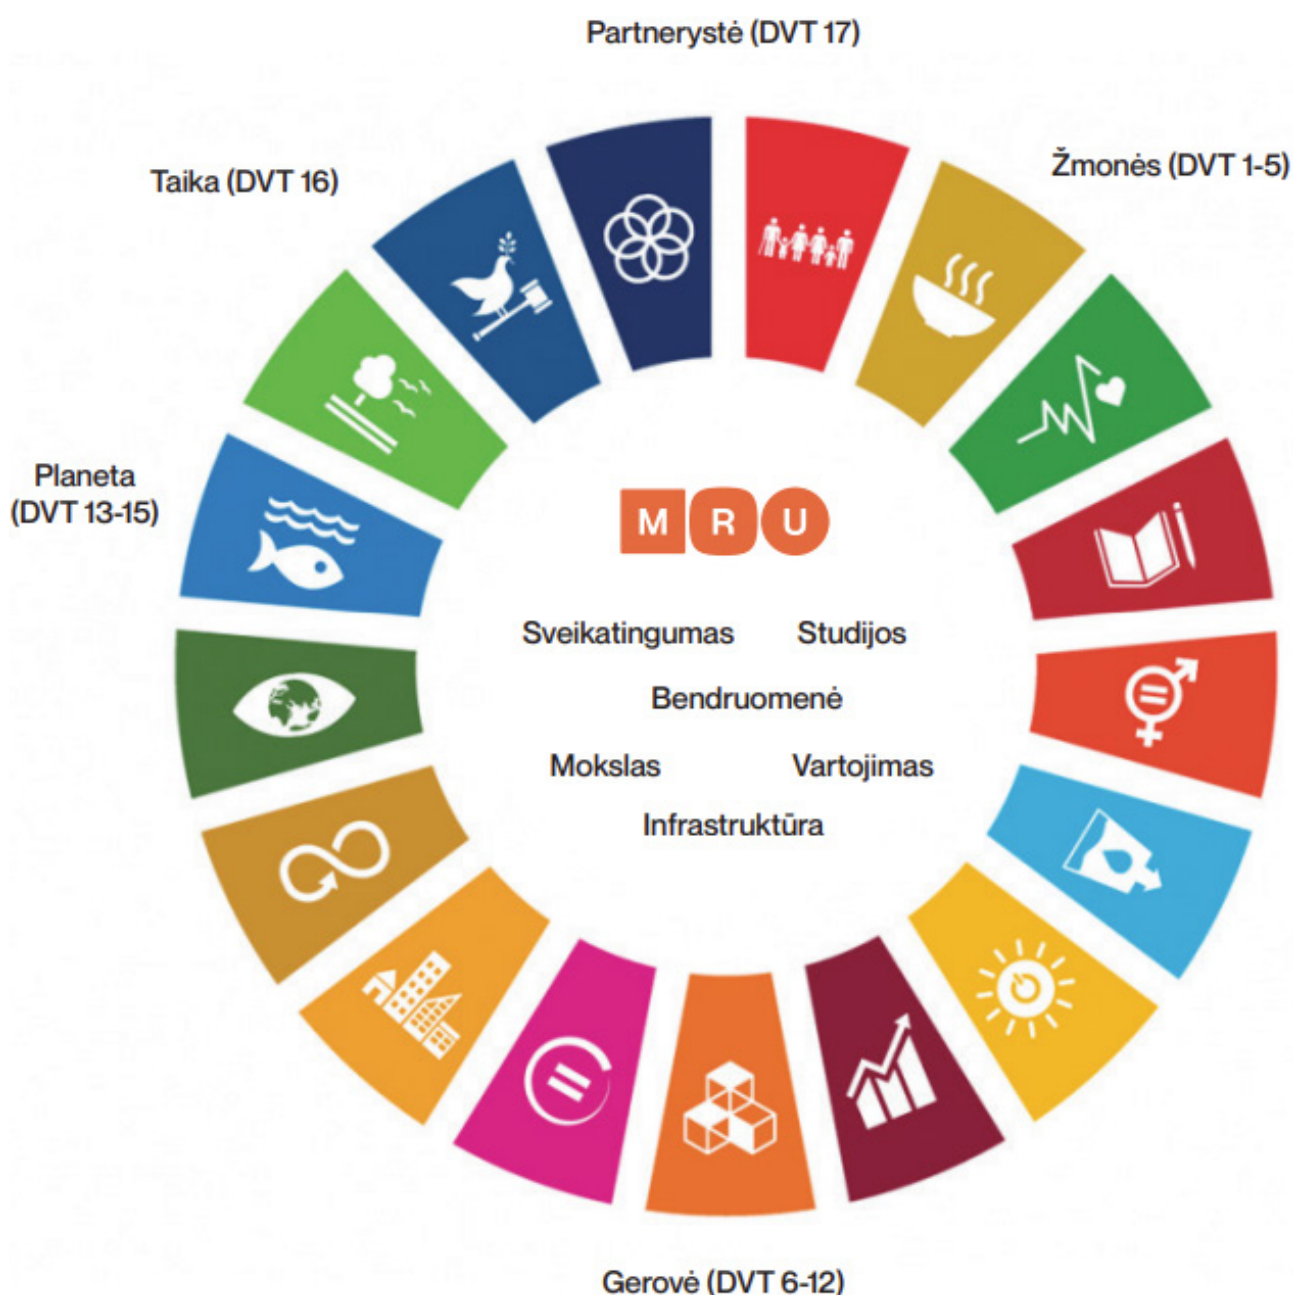 Partnerystė (DVT 17)
Žmonės (DVT 1-5)
Taika (DVT 16)
Planeta
(DVT 13-15)
MRU
Sveikatingumas Studijos
Bendruomenė
Mokslas Vartojimas
Infrastruktūra
Gerovė (DVT 6-12)